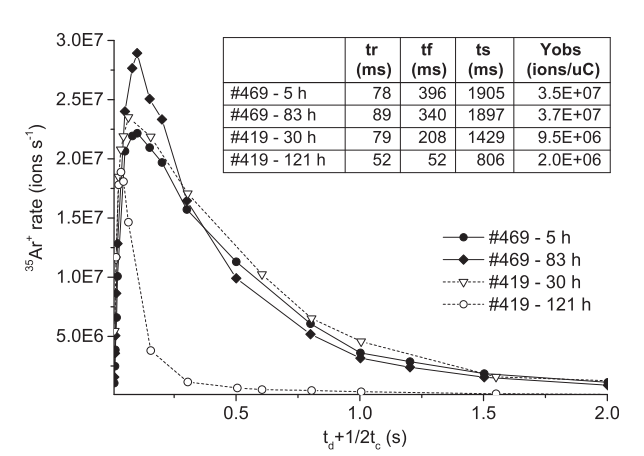 3.0E7
2.5E7
2.0E7
1.5E7
1.0E7
5.0E6
³⁵Ar⁺ rate (ions s⁻¹)
tr (ms) tf (ms) ts (ms) Yobs (ions/uC)
#469 - 5 h 78 396 1905 3.5E+07
#469 - 83 h 89 340 1897 3.7E+07
#419 - 30 h 79 208 1429 9.5E+06
#419 - 121 h 52 52 806 2.0E+06
#469 - 5 h
#469 - 83 h
#419 - 30 h
#419 - 121 h
0.5 1.0 1.5 2.0
t_d+1/2t_c (s)